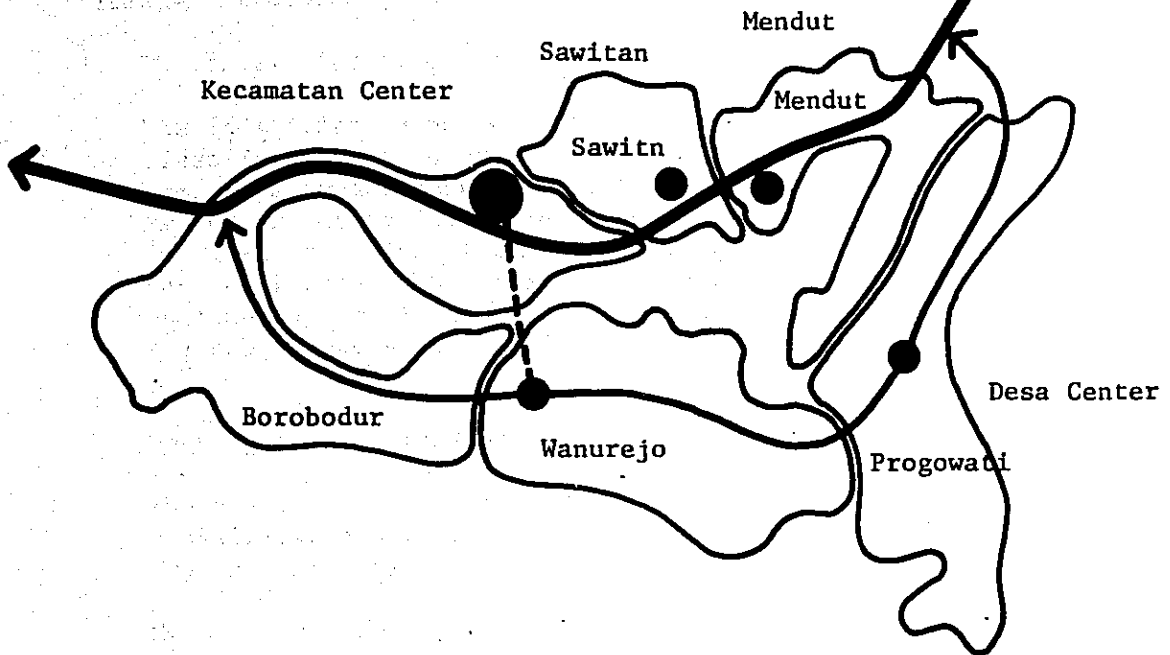 Mendut
Sawitan
Kecamatan Center
Mendut
Sawitn
Desa Center
Borobodur
Wanurejo
Progowati